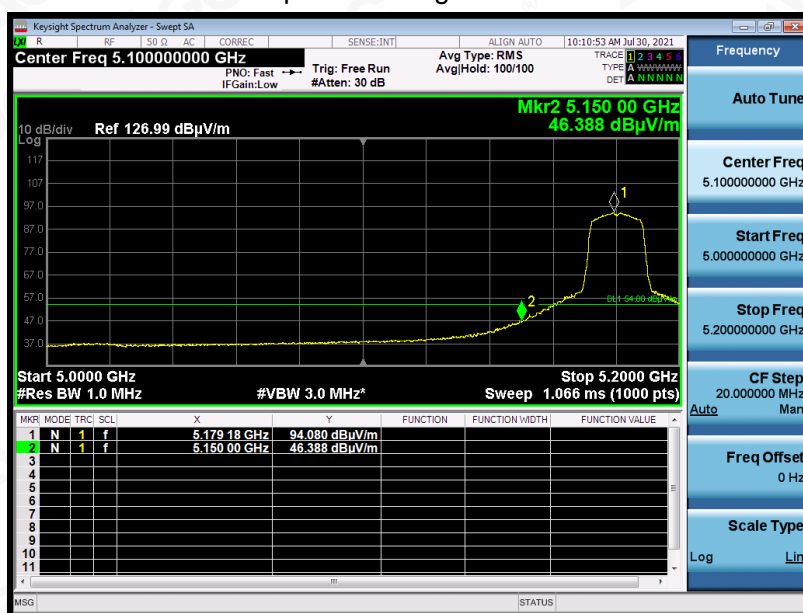 Keysight Spectrum Analyzer - Swept SA
LXI R RF 50 Ω AC CORREC SENSE:INT ALIGN AUTO 10:10:53 AM Jul 30, 2021
Center Freq 5.100000000 GHz
PNO: Fast
IFGain:Low
Trig: Free Run
#Atten: 30 dB
Avg Type: RMS
Avg|Hold: 100/100
TRACE 1 2 3 4 5 6
TYPE A WWWWW
DET A N N N N N
Mkr2 5.150 00 GHz
46.388 dBµV/m
10 dB/div Ref 126.99 dBµV/m
Log
117
107
97.0
87.0
77.0
67.0
57.0
47.0
37.0
1
2
DL1 54.00 dBµV/m
Start 5.0000 GHz Stop 5.2000 GHz
#Res BW 1.0 MHz #VBW 3.0 MHz* Sweep 1.066 ms (1000 pts)
MKR MODE TRC SCL X Y FUNCTION FUNCTION WIDTH FUNCTION VALUE
1 N 1 f 5.179 18 GHz 94.080 dBµV/m
2 N 1 f 5.150 00 GHz 46.388 dBµV/m
3
4
5
6
7
8
9
10
11
MSG STATUS
Frequency
Auto Tune
Center Freq
5.100000000 GHz
Start Freq
5.000000000 GHz
Stop Freq
5.200000000 GHz
CF Step
20.000000 MHz
Auto Man
Freq Offset
0 Hz
Scale Type
Log Lin